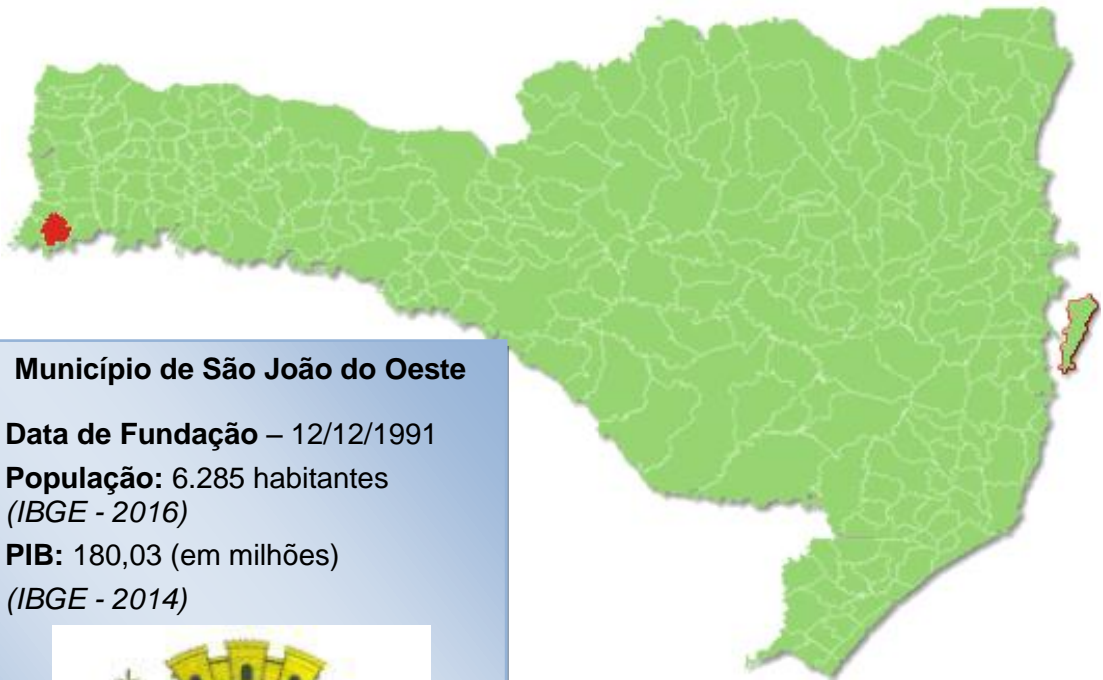 Município de São João do Oeste
Data de Fundação – 12/12/1991
População: 6.285 habitantes
(IBGE - 2016)
PIB: 180,03 (em milhões)
(IBGE - 2014)